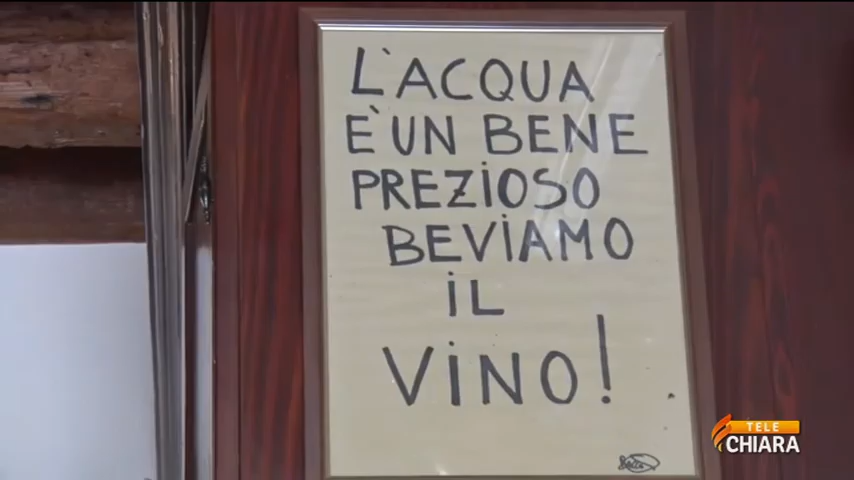 L'ACQUA
È UN BENE
PREZIOSO
BEVIAMO
IL
VINO!
TELE
CHIARA